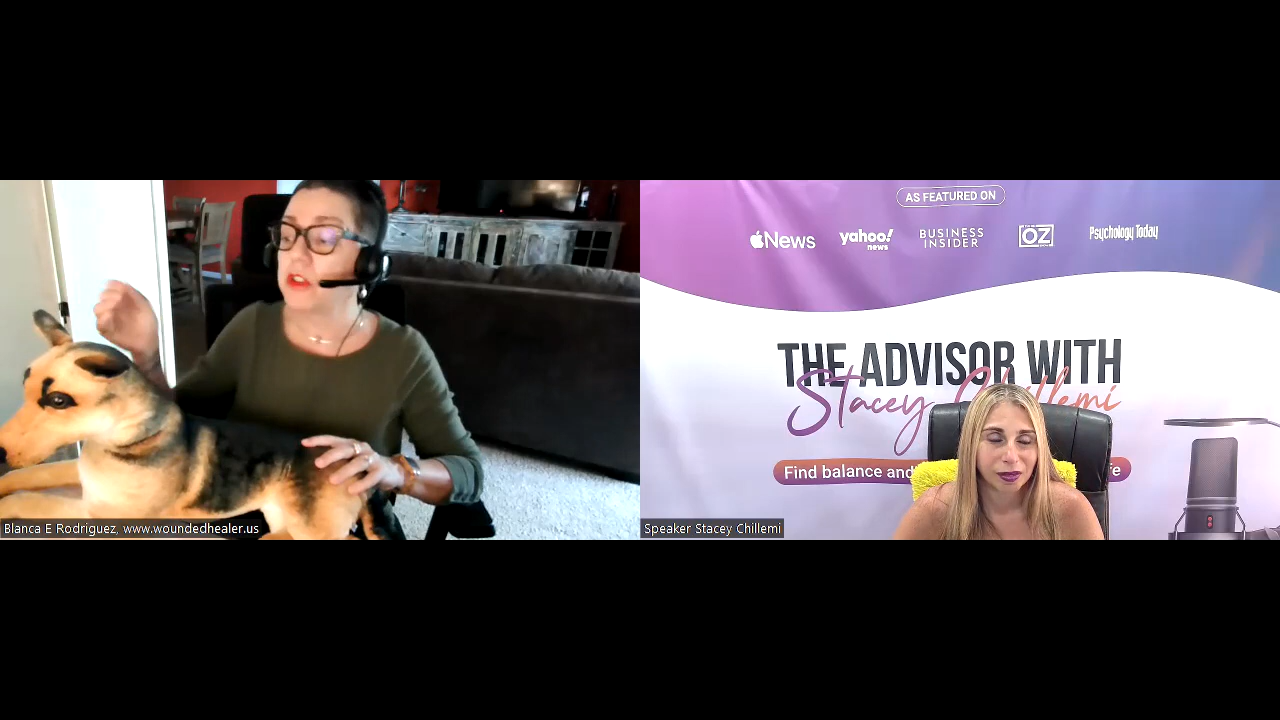 AS FEATURED ON
News
yahoo!
news
BUSINESS
INSIDER
OZ
Psychology Today
THE ADVISOR WITH
Stacey Chillemi
Find balance and
Blanca E Rodriguez, www.woundedhealer.us
Speaker Stacey Chillemi